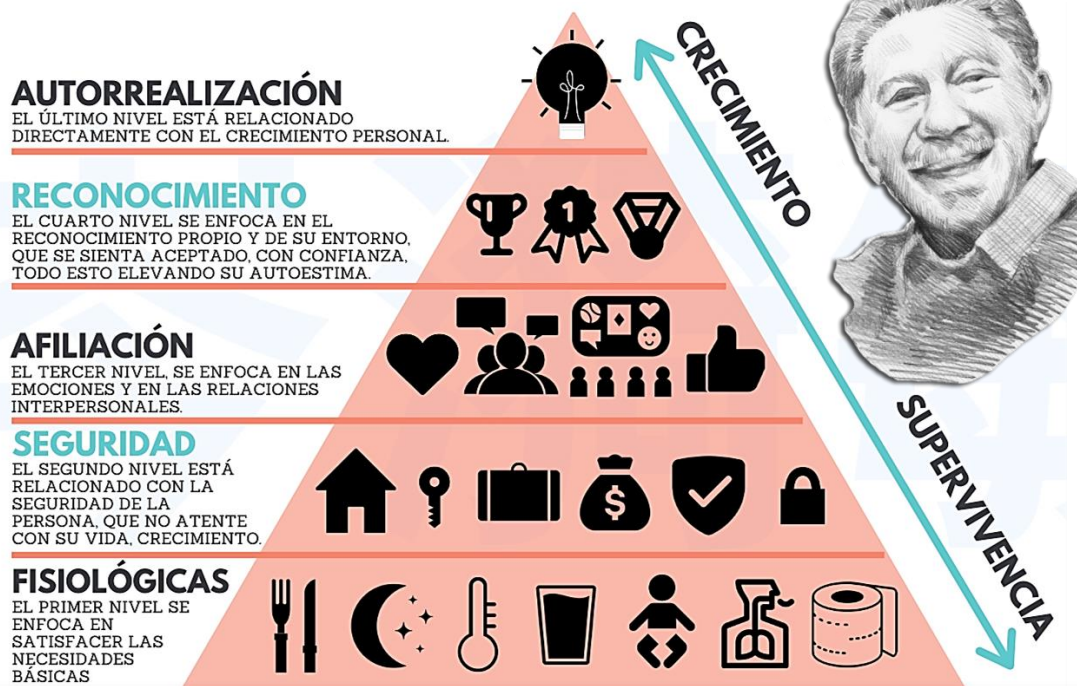 AUTORREALIZACIÓN
EL ÚLTIMO NIVEL ESTÁ RELACIONADO
DIRECTAMENTE CON EL CRECIMIENTO PERSONAL.
RECONOCIMIENTO
EL CUARTO NIVEL SE ENFOCA EN EL
RECONOCIMIENTO PROPIO Y DE SU ENTORNO,
QUE SE SIENTA ACEPTADO, CON CONFIANZA,
TODO ESTO ELEVANDO SU AUTOESTIMA.
AFILIACIÓN
EL TERCER NIVEL, SE ENFOCA EN LAS
EMOCIONES Y EN LAS RELACIONES
INTERPERSONALES.
SEGURIDAD
EL SEGUNDO NIVEL ESTÁ
RELACIONADO CON LA
SEGURIDAD DE LA
PERSONA, QUE NO ATENTE
CON SU VIDA, CRECIMIENTO.
FISIOLÓGICAS
EL PRIMER NIVEL SE
ENFOCA EN
SATISFACER LAS
NECESIDADES
BÁSICAS
1
$
CRECIMIENTO
SUPERVIVENCIA